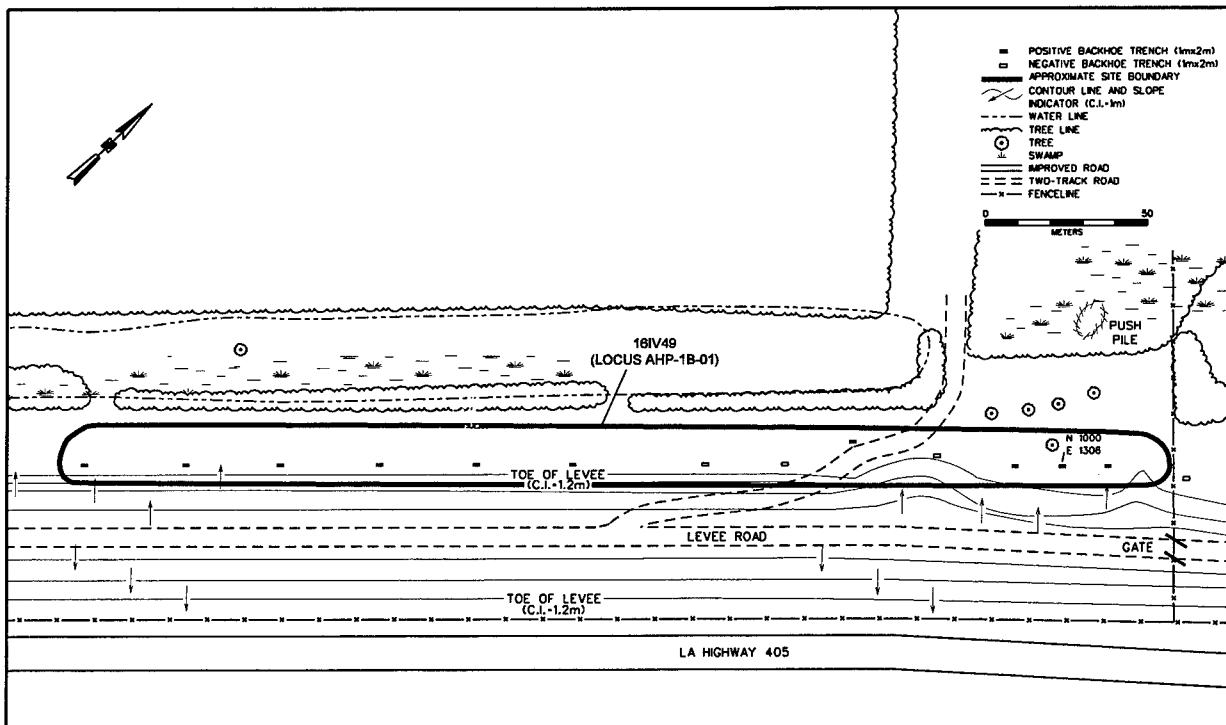 POSITIVE BACKHOE TRENCH (1mx2m)
NEGATIVE BACKHOE TRENCH (1mx2m)
APPROXIMATE SITE BOUNDARY
CONTOUR LINE AND SLOPE
INDICATOR (C.I.-1m)
WATER LINE
TREE LINE
TREE
SWAMP
IMPROVED ROAD
TWO-TRACK ROAD
FENCELINE
0 50
METERS
N
PUSH
PILE
16IV49
(LOCUS AHP-1B-01)
N 1000
E 1306
TOE OF LEVEE
(C.I.-1.2m)
LEVEE ROAD
GATE
TOE OF LEVEE
(C.I.-1.2m)
LA HIGHWAY 405